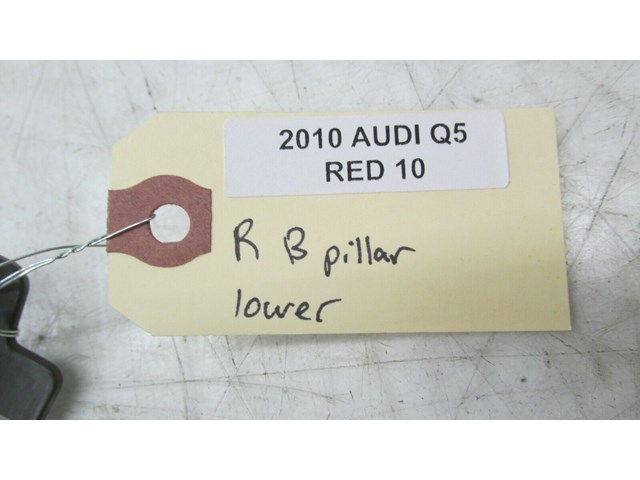 2010 AUDI Q5
RED 10
R B pillar
lower